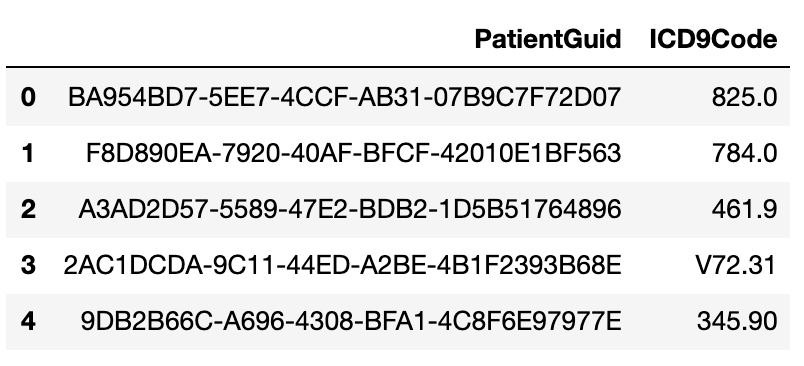 PatientGuid ICD9Code
0 BA954BD7-5EE7-4CCF-AB31-07B9C7F72D07 825.0
1 F8D890EA-7920-40AF-BFCF-42010E1BF563 784.0
2 A3AD2D57-5589-47E2-BDB2-1D5B51764896 461.9
3 2AC1DCDA-9C11-44ED-A2BE-4B1F2393B68E V72.31
4 9DB2B66C-A696-4308-BFA1-4C8F6E97977E 345.90